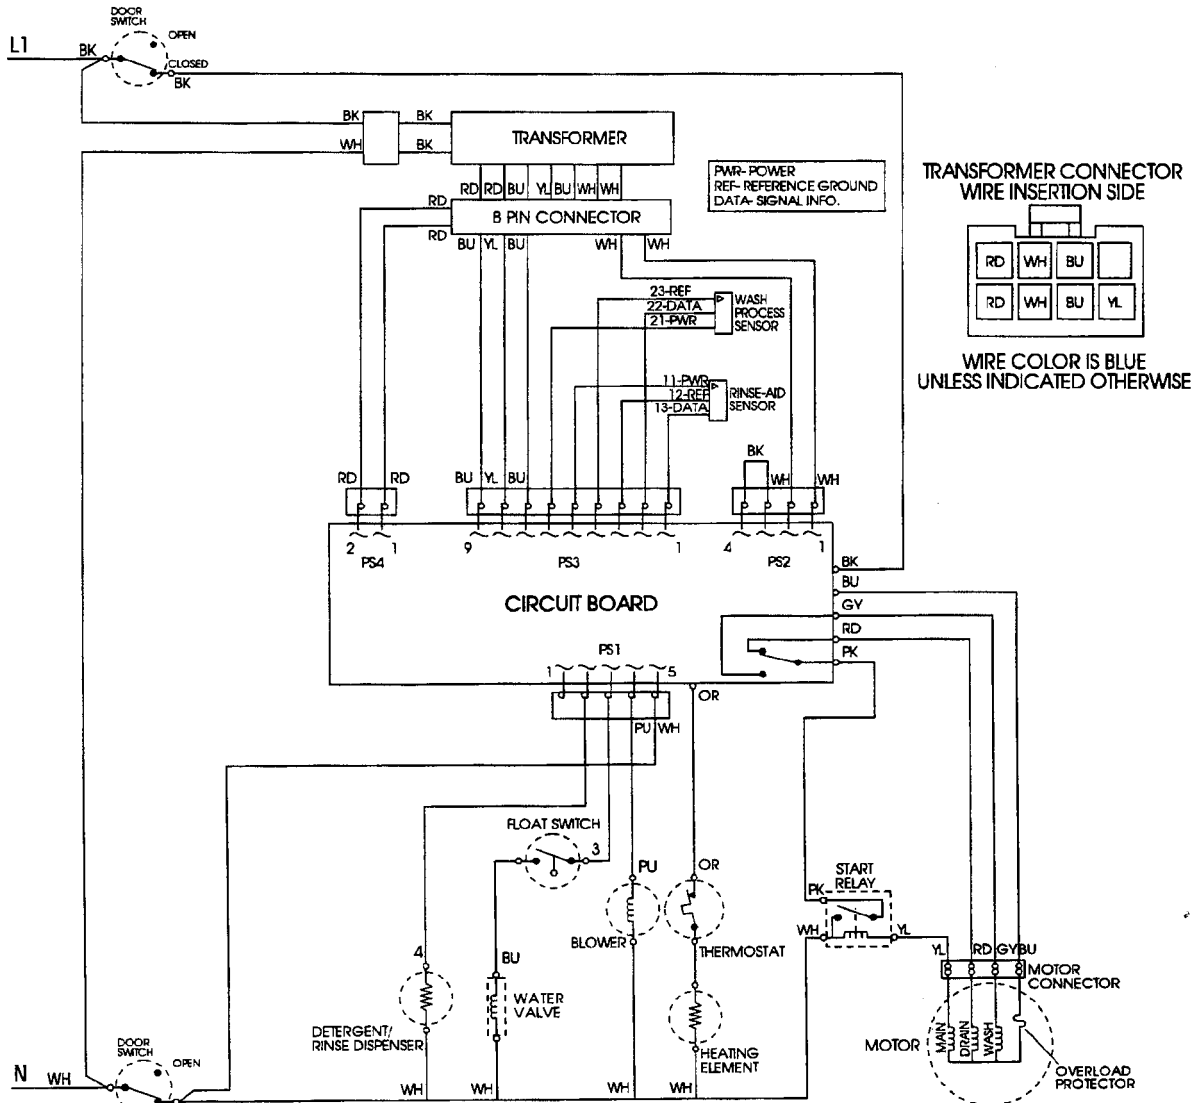 DOOR
SWITCH
OPEN
L1
BK
CLOSED
BK
BK
BK
WH
BK
TRANSFORMER
PWR- POWER
REF- REFERENCE GROUND
DATA- SIGNAL INFO.
TRANSFORMER CONNECTOR
WIRE INSERTION SIDE
RD RD BU YL BU WH WH
RD
8 PIN CONNECTOR
RD
BU YL BU WH WH
RD WH BU
RD WH BU YL
WIRE COLOR IS BLUE
UNLESS INDICATED OTHERWISE
23-REF
22-DATA
21-PWR
WASH
PROCESS
SENSOR
11-PWR
12-REF
13-DATA
RINSE-AID
SENSOR
BK
RD RD BU YL BU WH WH
2 1 9 1 4 1
PS4 PS3 PS2
BK
BU
GY
RD
PK
CIRCUIT BOARD
PS1
1 5
OR
PU WH
FLOAT SWITCH
3
PU
OR
START
RELAY
PK
WH YL
BLOWER
THERMOSTAT
YL RD GY BU
MOTOR
CONNECTOR
4
BU
WATER
VALVE
DETERGENT/
RINSE DISPENSER
HEATING
ELEMENT
MOTOR
MAIN
DRAIN
WASH
OVERLOAD
PROTECTOR
DOOR
SWITCH
OPEN
N WH
WH WH WH WH